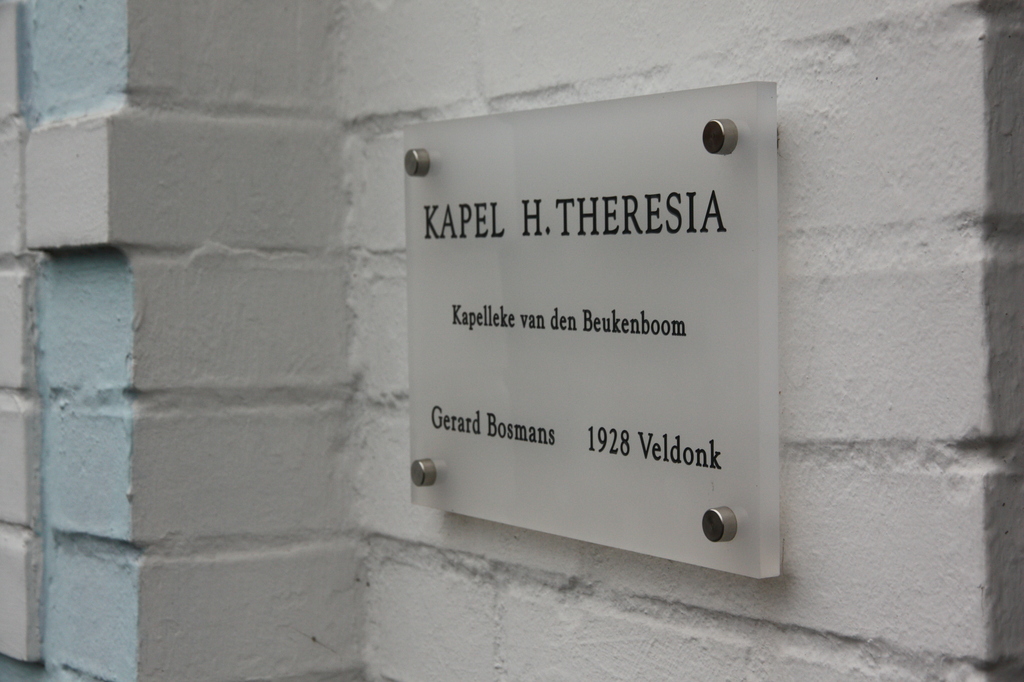 KAPEL H. THERESIA
Kapelleke van den Beukenboom
Gerard Bosmans 1928 Veldonk